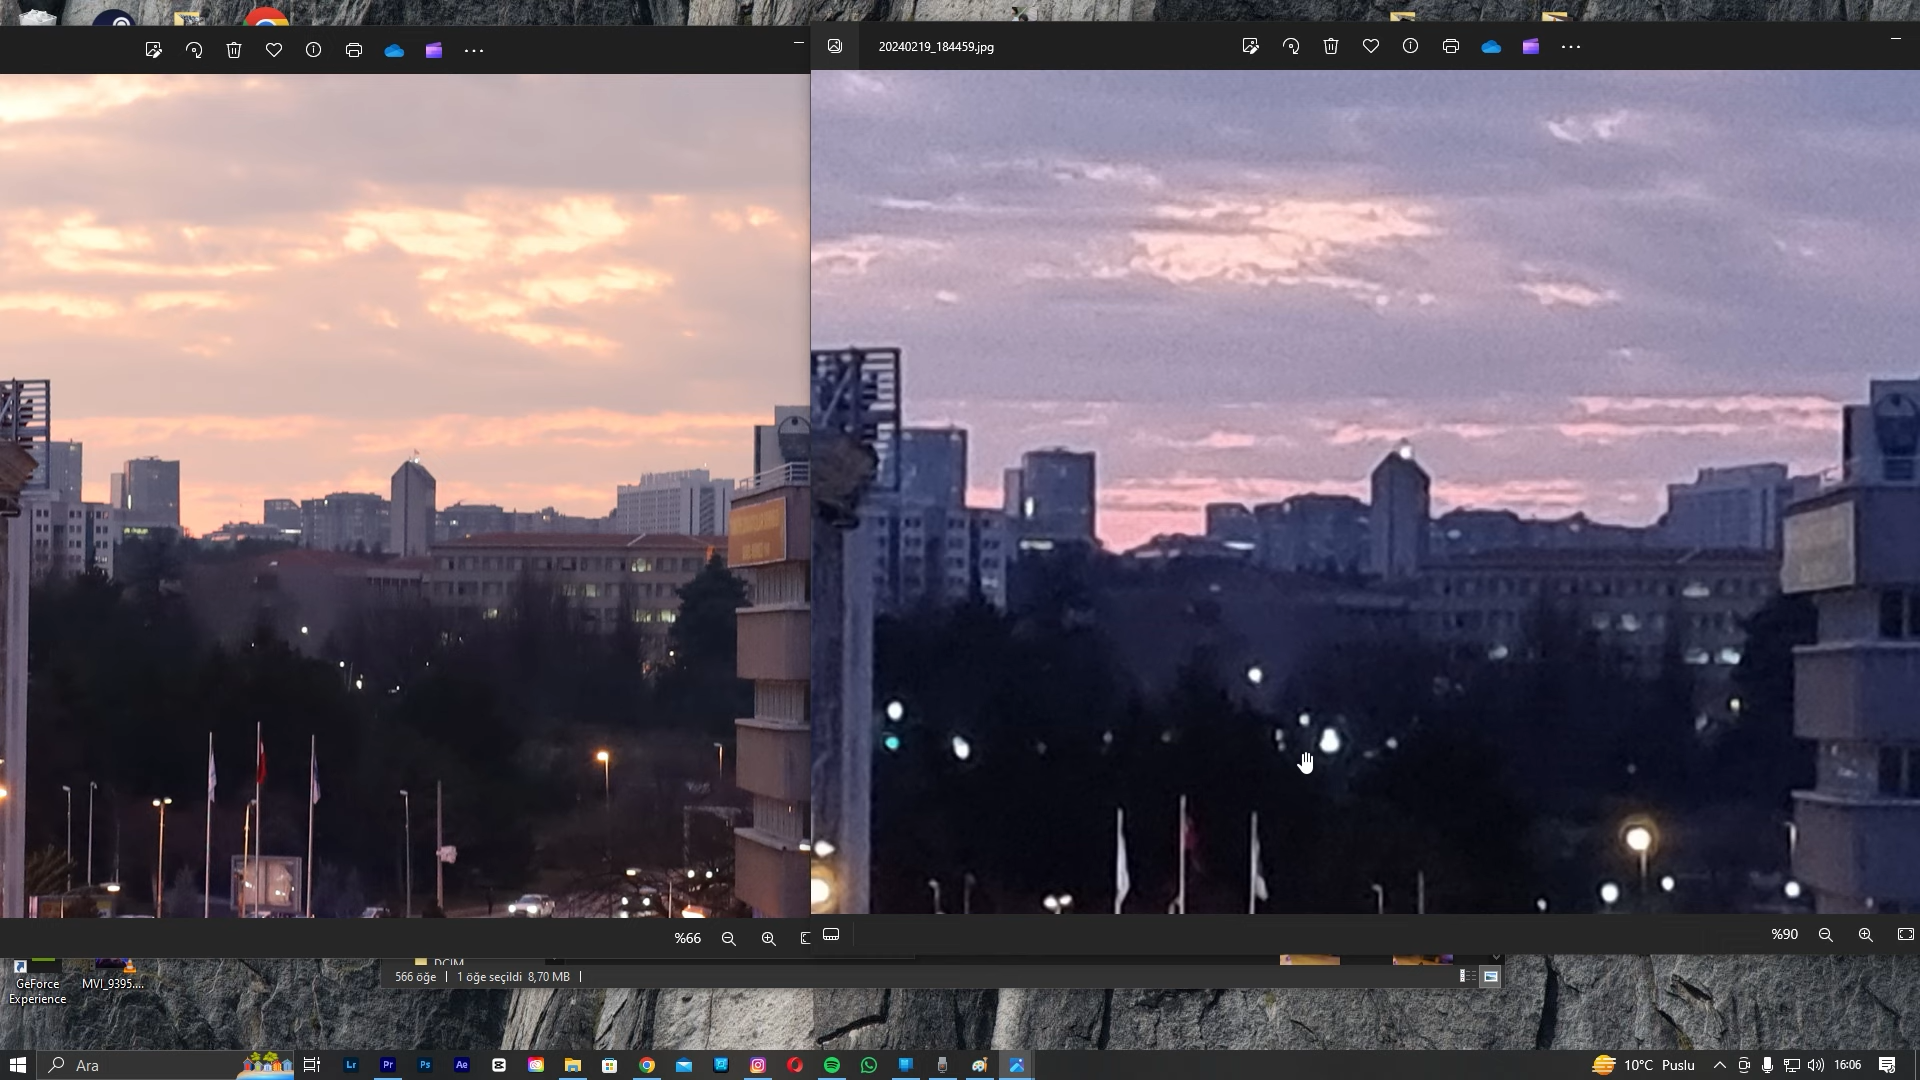 20240219_184459.jpg
%66
%90
DCIM
566 öğe
1 öğe seçildi 8,70 MB
GeForce
Experience
MVI_9395....
Ara
Lr
Pr
Ps
Ae
10°C Puslu
16:06